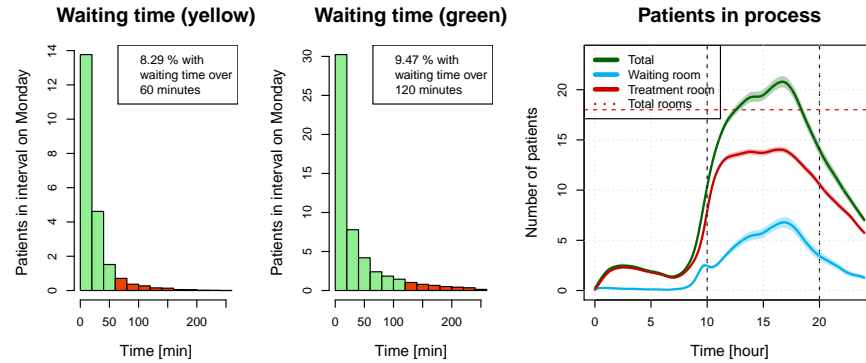 Waiting time (yellow)
Patients in interval on Monday
14
12
10
8
6
4
2
0
8.29 % with
waiting time over
60 minutes
0
50
100
200
Time [min]
Waiting time (green)
Patients in interval on Monday
30
25
20
15
10
5
0
9.47 % with
waiting time over
120 minutes
0
50
100
200
Time [min]
Patients in process
Number of patients
20
15
10
5
0
Total
Waiting room
Treatment room
Total rooms
0
5
10
15
20
Time [hour]